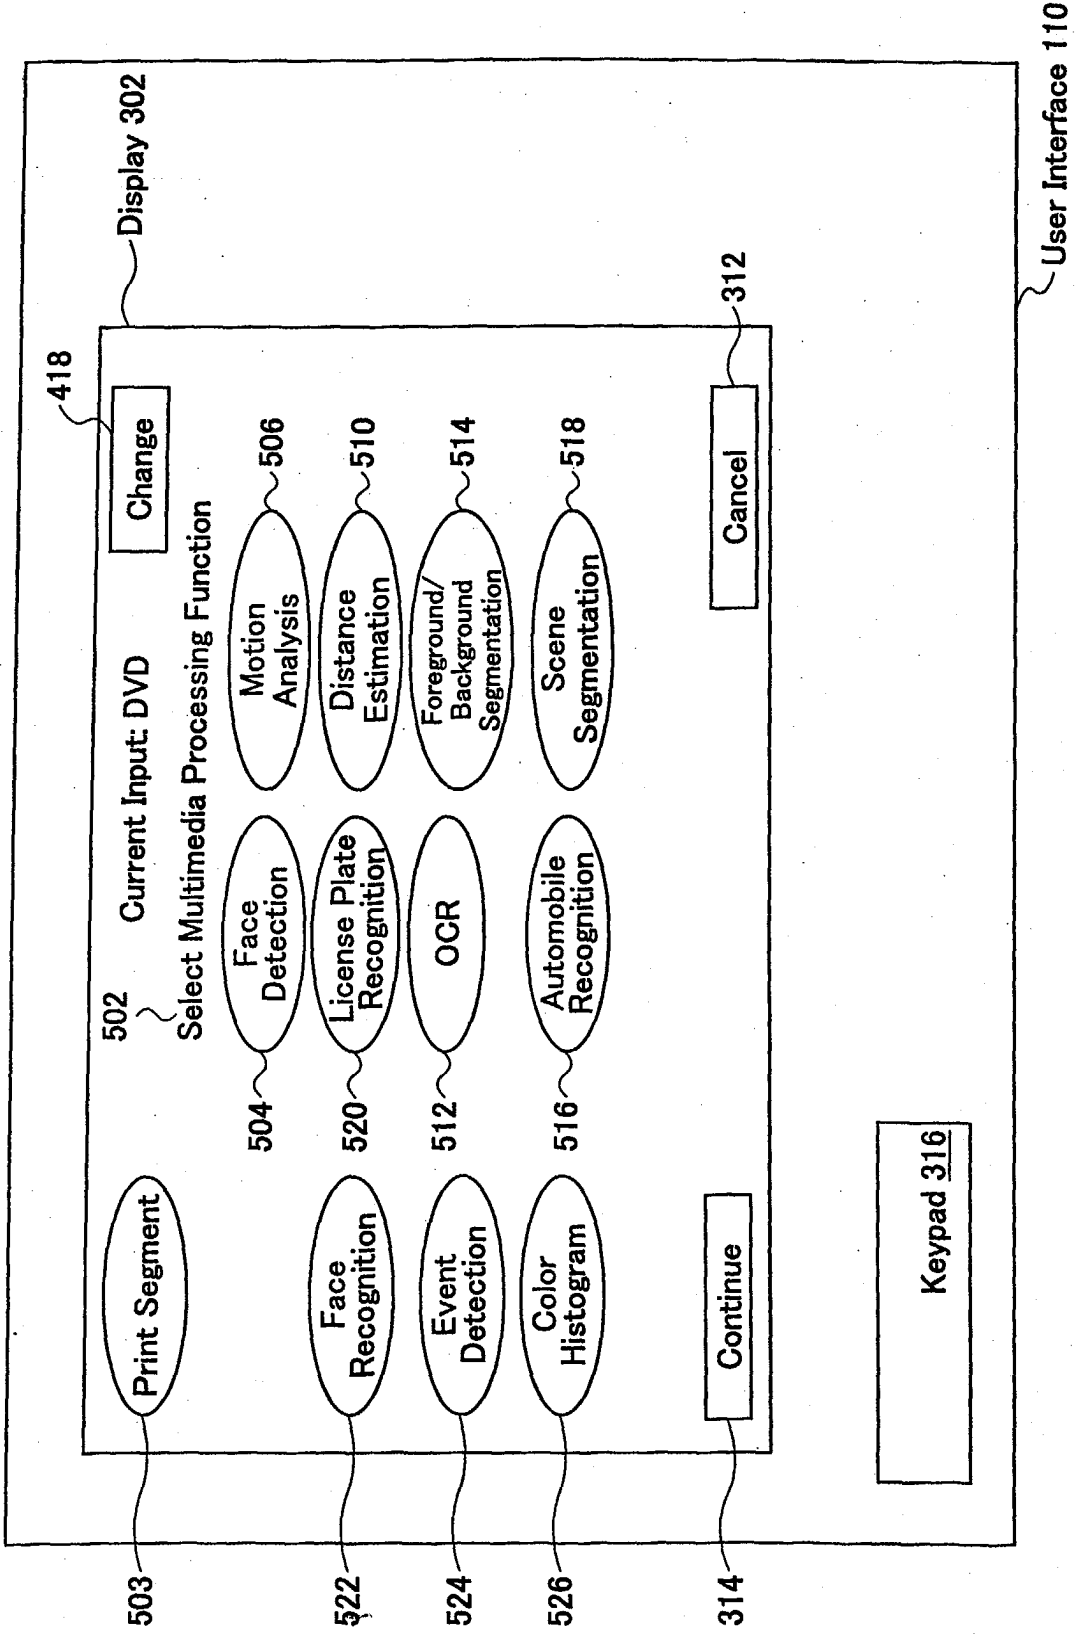 User Interface 110
Display 302
418
Current Input: DVD
Change
502
Select Multimedia Processing Function
503
Print Segment
504
Face
Detection
Motion
Analysis
506
522
Face
Recognition
520
License Plate
Recognition
Distance
Estimation
510
524
Event
Detection
512
OCR
Foreground/
Background
Segmentation
514
526
Color
Histogram
516
Automobile
Recognition
Scene
Segmentation
518
314
Continue
Cancel
312
Keypad 316